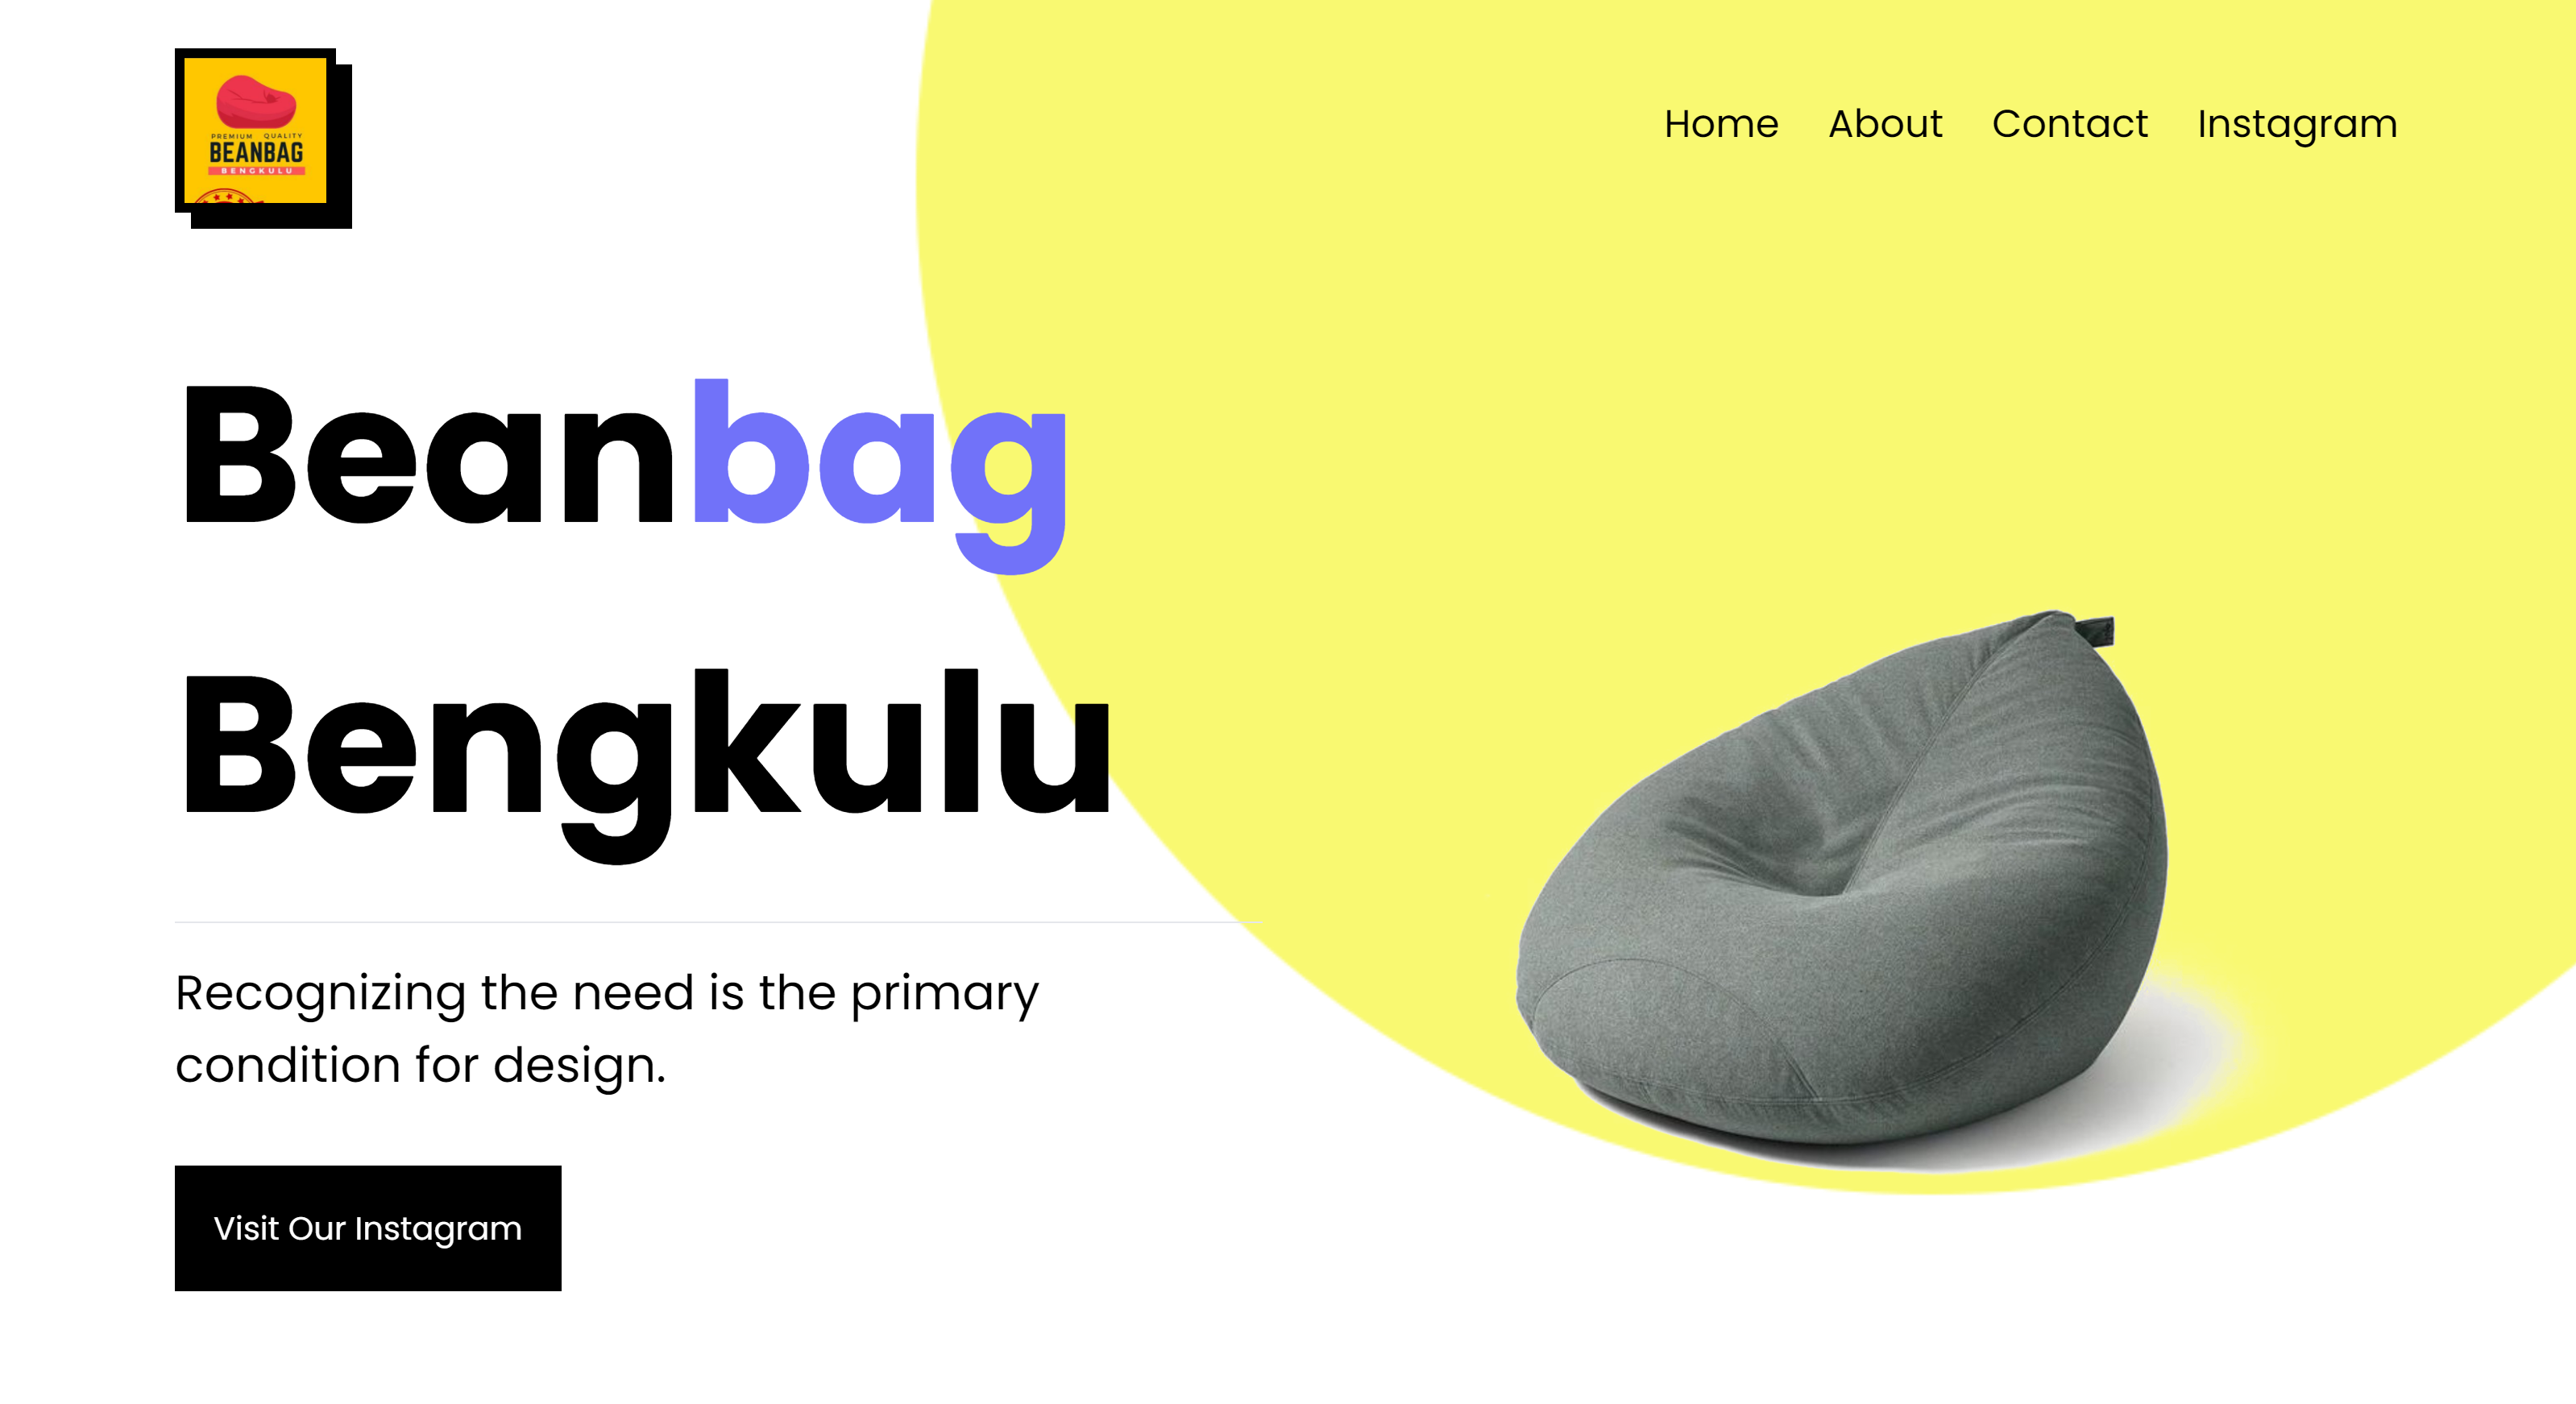 PREMIUM QUALITY
BEANBAG
BENGKULU
Home About Contact Instagram
Beanbag
Bengkulu
Recognizing the need is the primary
condition for design.
Visit Our Instagram